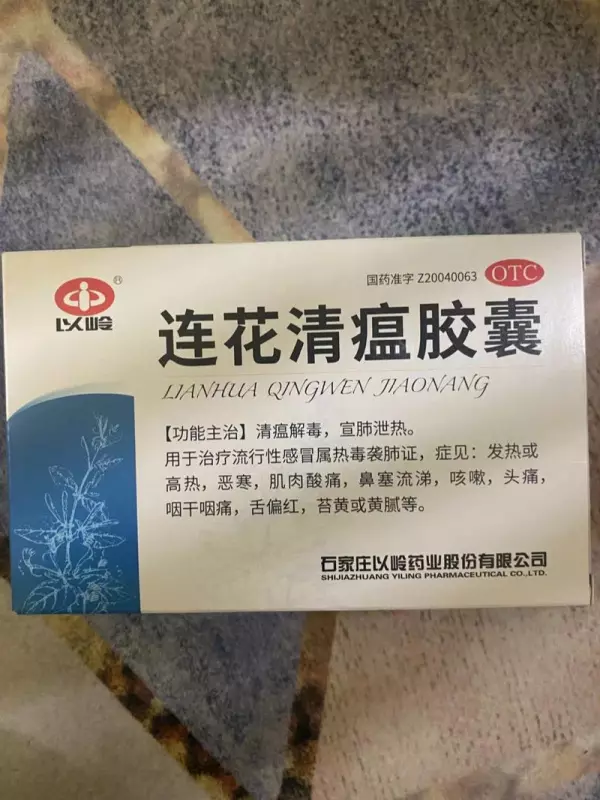 国药准字 Z20040063
OTC
以岭
®
连花清瘟胶囊
LIANHUA QINGWEN JIAONANG
【功能主治】清瘟解毒，宣肺泄热。
用于治疗流行性感冒属热毒袭肺证，症见：发热或
高热，恶寒，肌肉酸痛，鼻塞流涕，咳嗽，头痛，
咽干咽痛，舌偏红，苔黄或黄腻等。
石家庄以岭药业股份有限公司
SHIJIAZHUANG YILING PHARMACEUTICAL CO.,LTD.